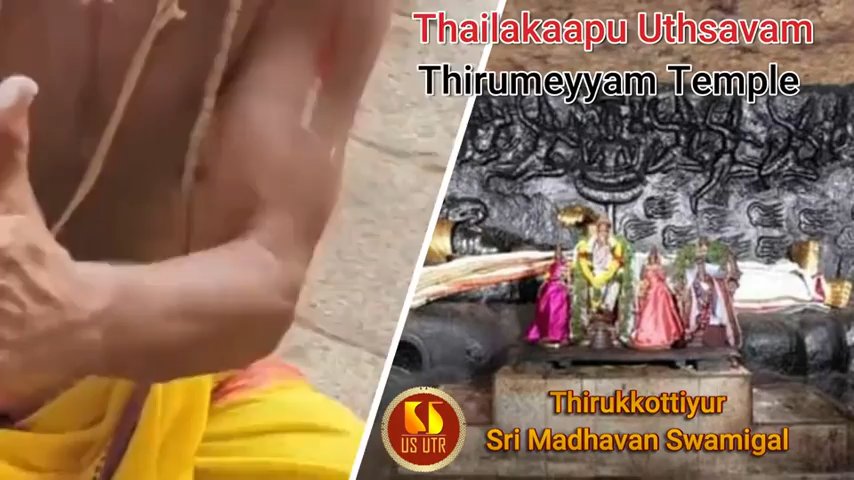 Thailakaapu Uthsavam
Thirumeyyam Temple
Thirukkottiyur
Sri Madhavan Swamigal
US UTR